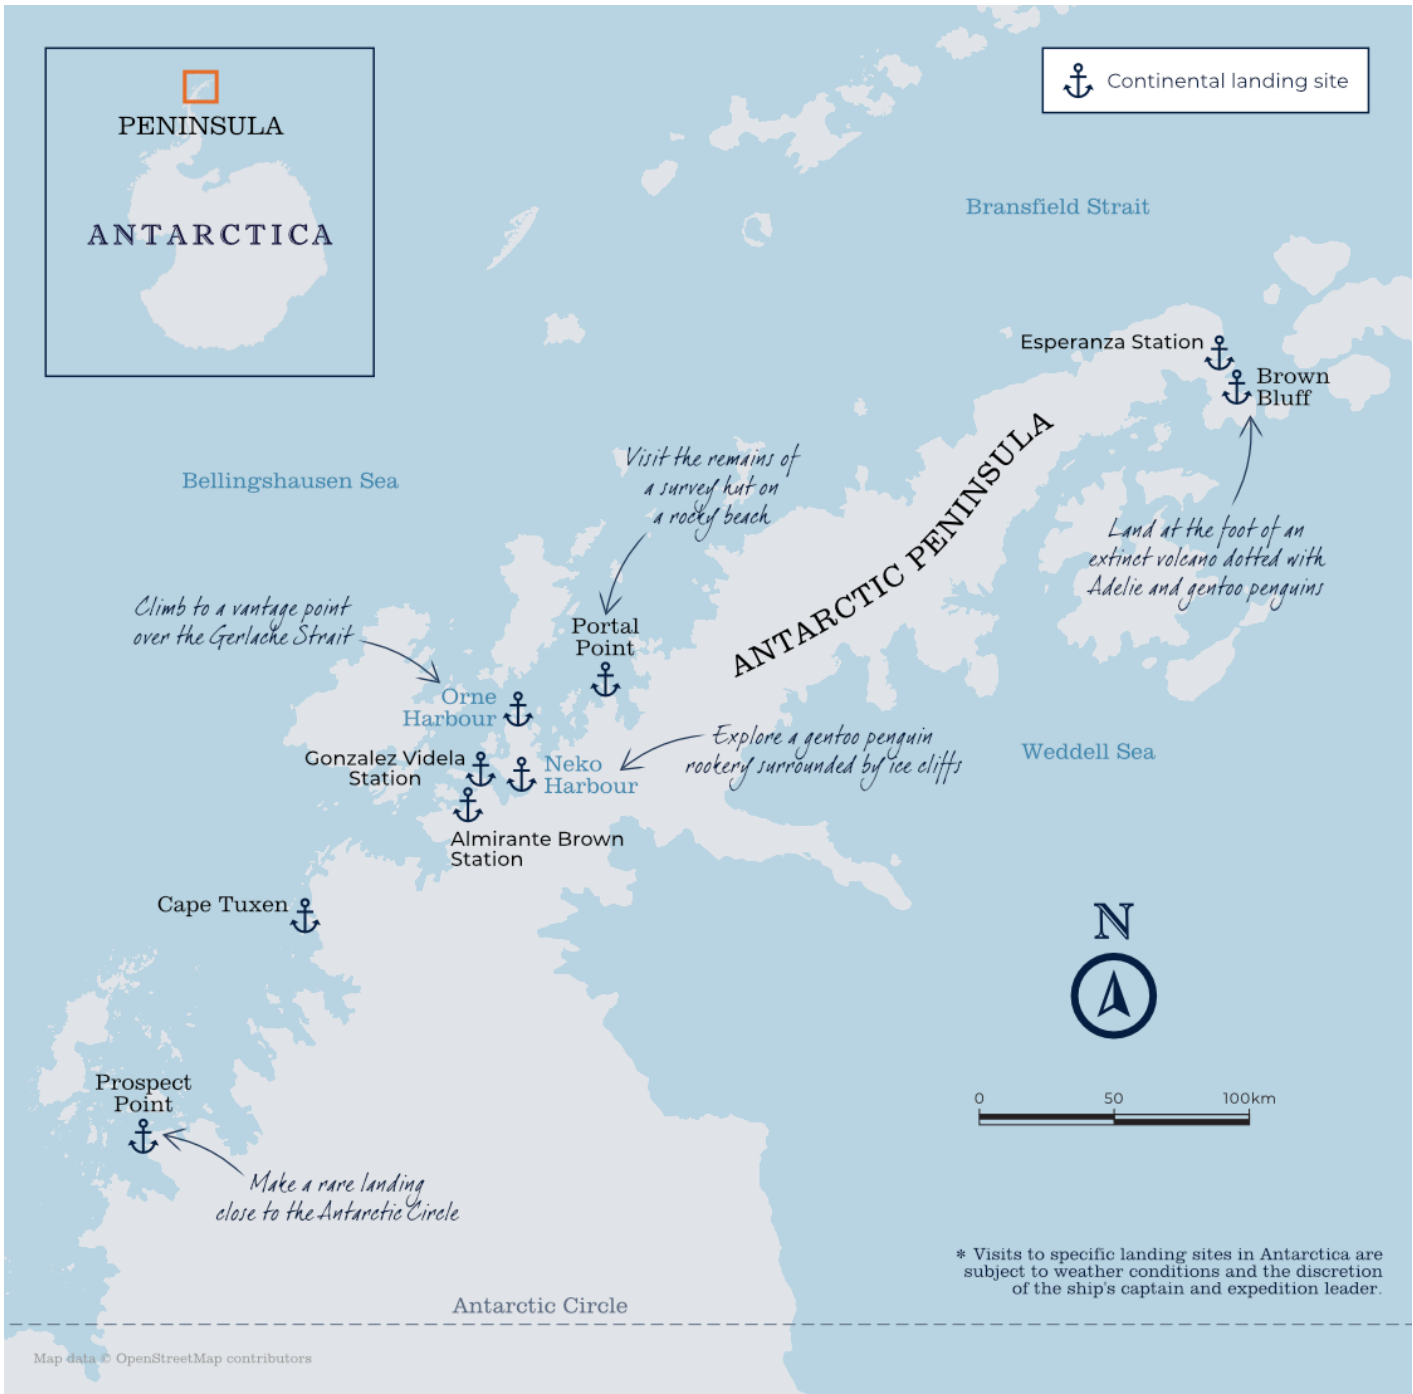 PENINSULA
ANTARCTICA
Continental landing site
Bransfield Strait
Esperanza Station
Brown
Bluff
ANTARCTIC PENINSULA
Bellingshausen Sea
Visit the remains of
a survey hut on
a rocky beach
Land at the foot of an
extinct volcano dotted with
Adelie and gentoo penguins
Climb to a vantage point
over the Gerlache Strait
Portal
Point
Orne
Harbour
Explore a gentoo penguin
rookery surrounded by ice cliffs
Weddell Sea
Gonzalez Videla
Station
Neko
Harbour
Almirante Brown
Station
Cape Tuxen
N
Prospect
Point
0 50 100km
Make a rare landing
close to the Antarctic Circle
* Visits to specific landing sites in Antarctica are
subject to weather conditions and the discretion
of the ship's captain and expedition leader.
Antarctic Circle
Map data © OpenStreetMap contributors